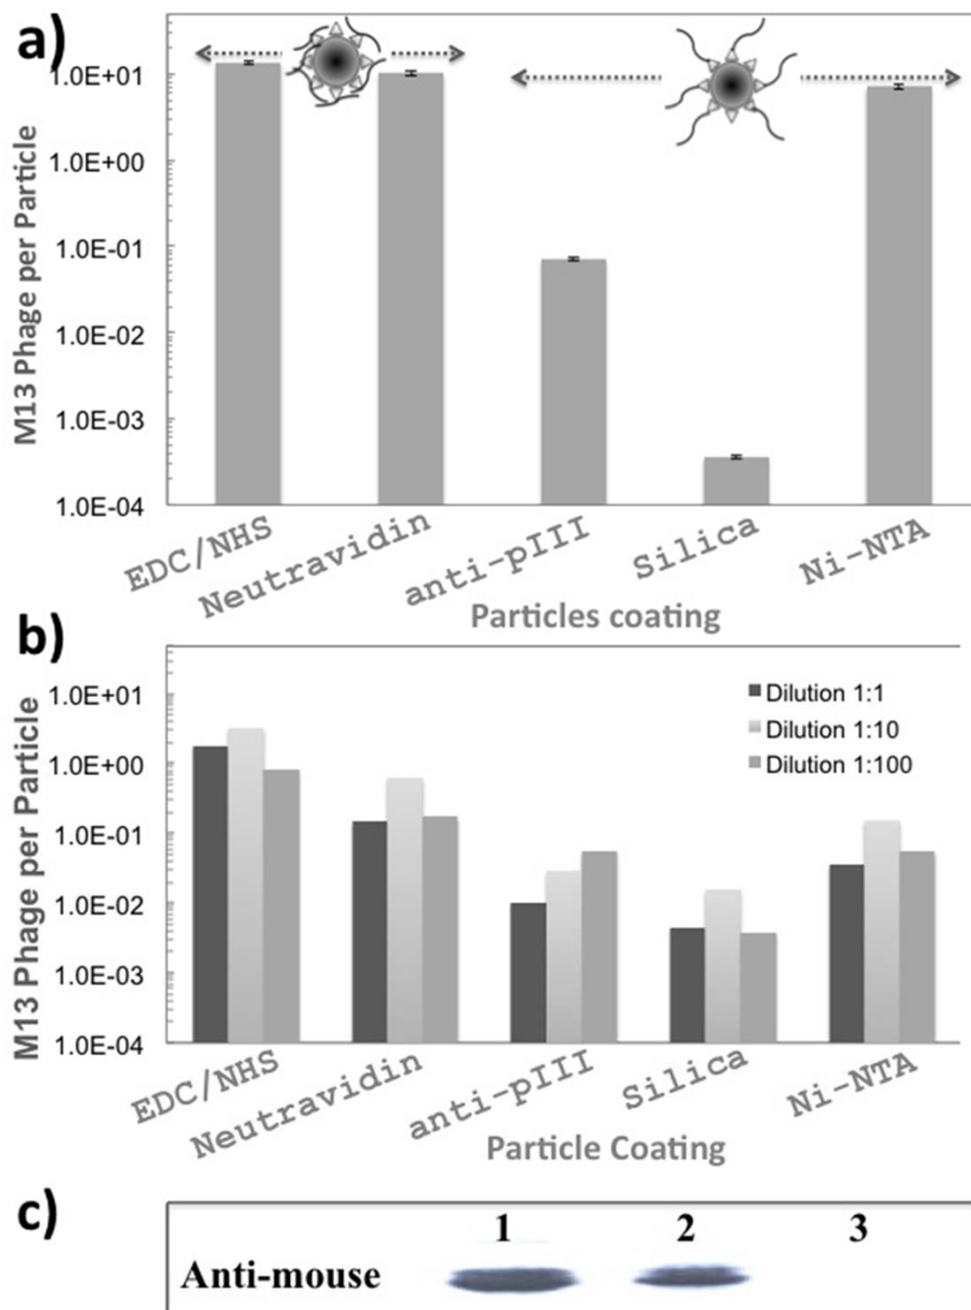 a)
M13 Phage per Particle
1.0E+01
1.0E+00
1.0E-01
1.0E-02
1.0E-03
1.0E-04
EDC/NHS
Neutravidin
anti-pIII
Silica
Ni-NTA
Particles coating
b)
M13 Phage per Particle
1.0E+01
1.0E+00
1.0E-01
1.0E-02
1.0E-03
1.0E-04
Dilution 1:1
Dilution 1:10
Dilution 1:100
EDC/NHS
Neutravidin
anti-pIII
Silica
Ni-NTA
Particle Coating
c)
1 2 3
Anti-mouse